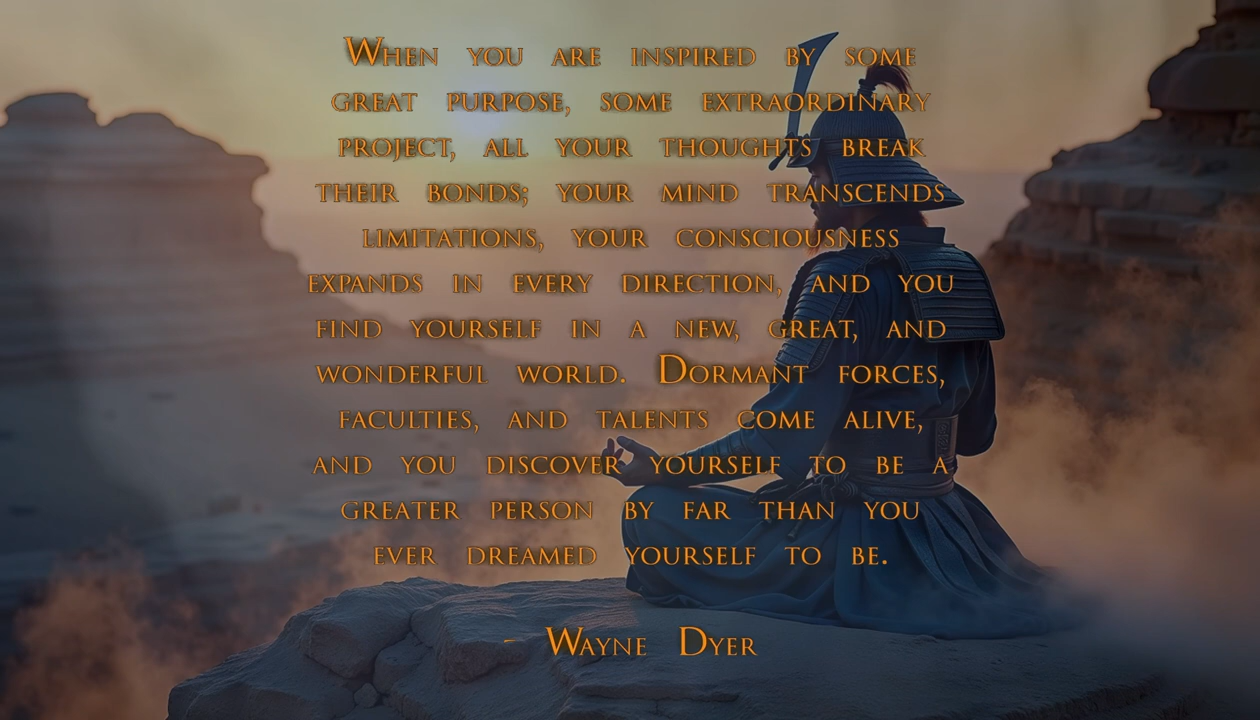 When you are inspired by some
great purpose, some extraordinary
project, all your thoughts break
their bonds; your mind transcends
limitations, your consciousness
expands in every direction, and you
find yourself in a new, great, and
wonderful world. Dormant forces,
faculties, and talents come alive,
and you discover yourself to be a
greater person by far than you
ever dreamed yourself to be.
- Wayne Dyer